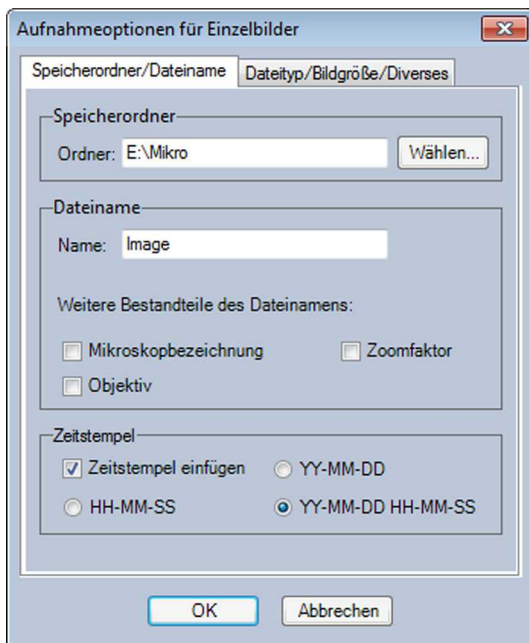 Aufnahmeoptionen für Einzelbilder
Speicherordner/Dateiname Dateityp/Bildgröße/Diverses
Speicherordner
Ordner: E:\Mikro Wählen...
Dateiname
Name: Image
Weitere Bestandteile des Dateinamens:
Mikroskopbezeichnung Zoomfaktor
Objektiv
Zeitstempel
Zeitstempel einfügen YY-MM-DD
HH-MM-SS YY-MM-DD HH-MM-SS
OK Abbrechen